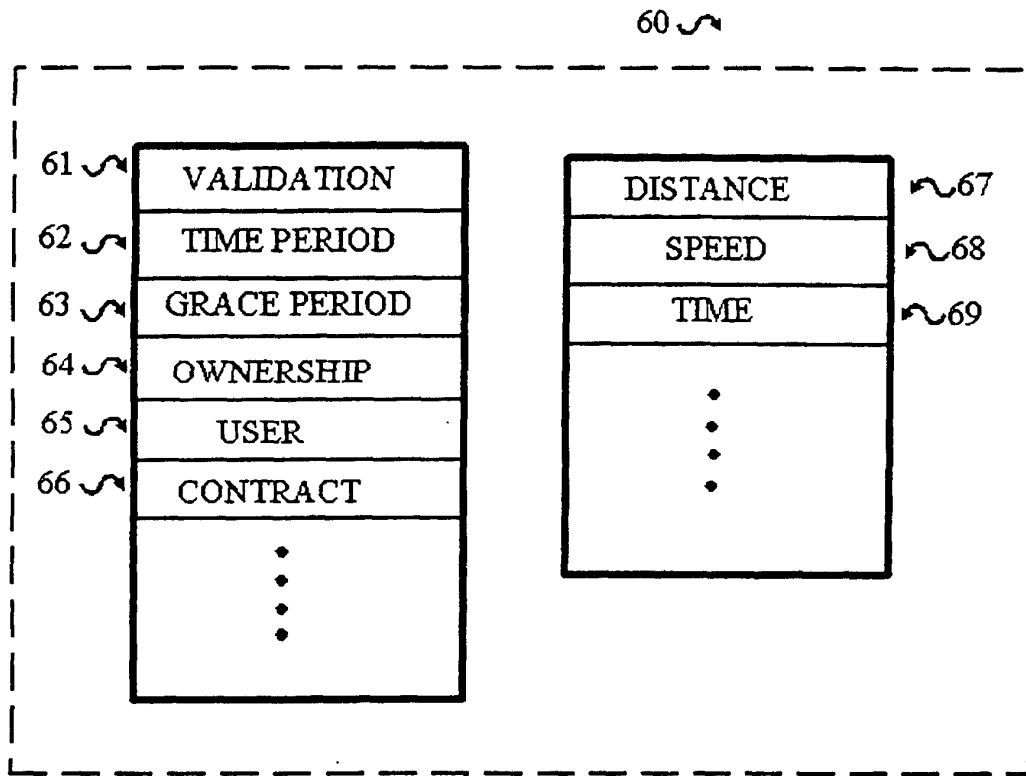 60
61 VALIDATION
62 TIME PERIOD
63 GRACE PERIOD
64 OWNERSHIP
65 USER
66 CONTRACT
DISTANCE 67
SPEED 68
TIME 69